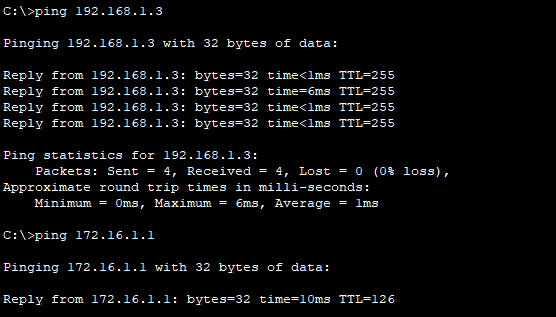 C:\>ping 192.168.1.3
Pinging 192.168.1.3 with 32 bytes of data:
Reply from 192.168.1.3: bytes=32 time<1ms TTL=255
Reply from 192.168.1.3: bytes=32 time=6ms TTL=255
Reply from 192.168.1.3: bytes=32 time<1ms TTL=255
Reply from 192.168.1.3: bytes=32 time<1ms TTL=255
Ping statistics for 192.168.1.3:
Packets: Sent = 4, Received = 4, Lost = 0 (0% loss),
Approximate round trip times in milli-seconds:
Minimum = 0ms, Maximum = 6ms, Average = 1ms
C:\>ping 172.16.1.1
Pinging 172.16.1.1 with 32 bytes of data:
Reply from 172.16.1.1: bytes=32 time=10ms TTL=126